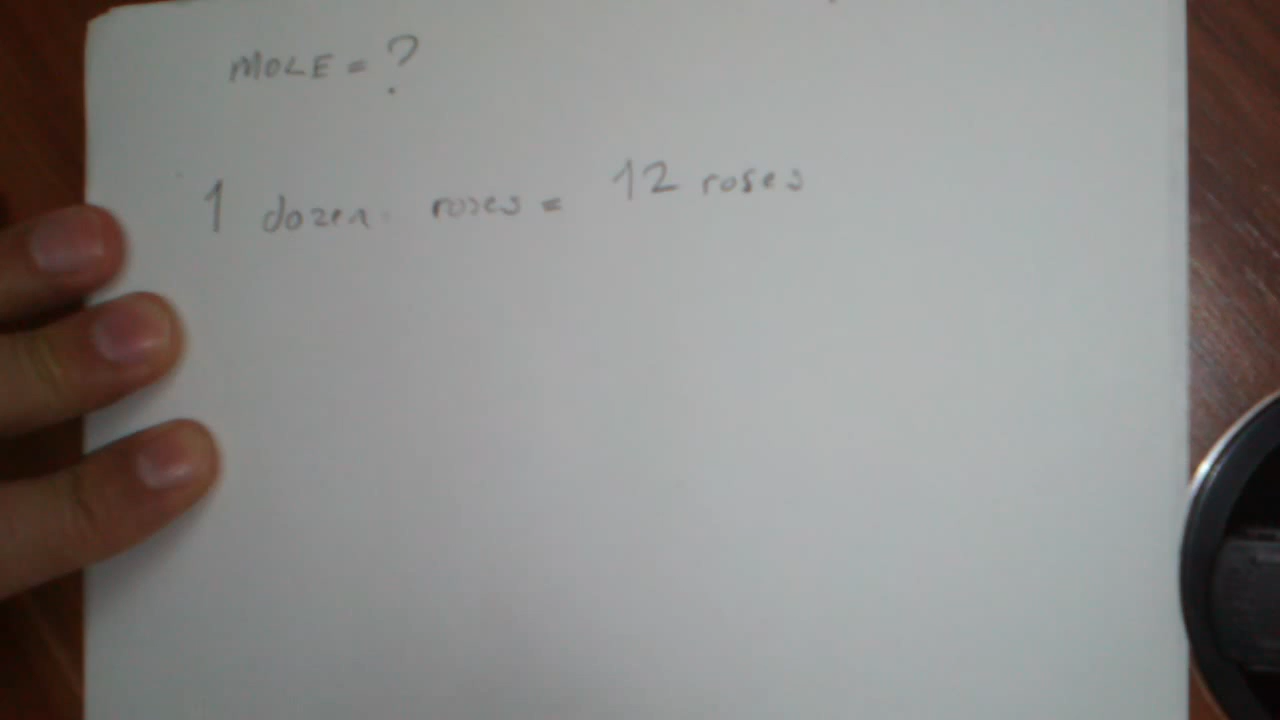 MOLE = ?
1 dozen roses = 12 roses